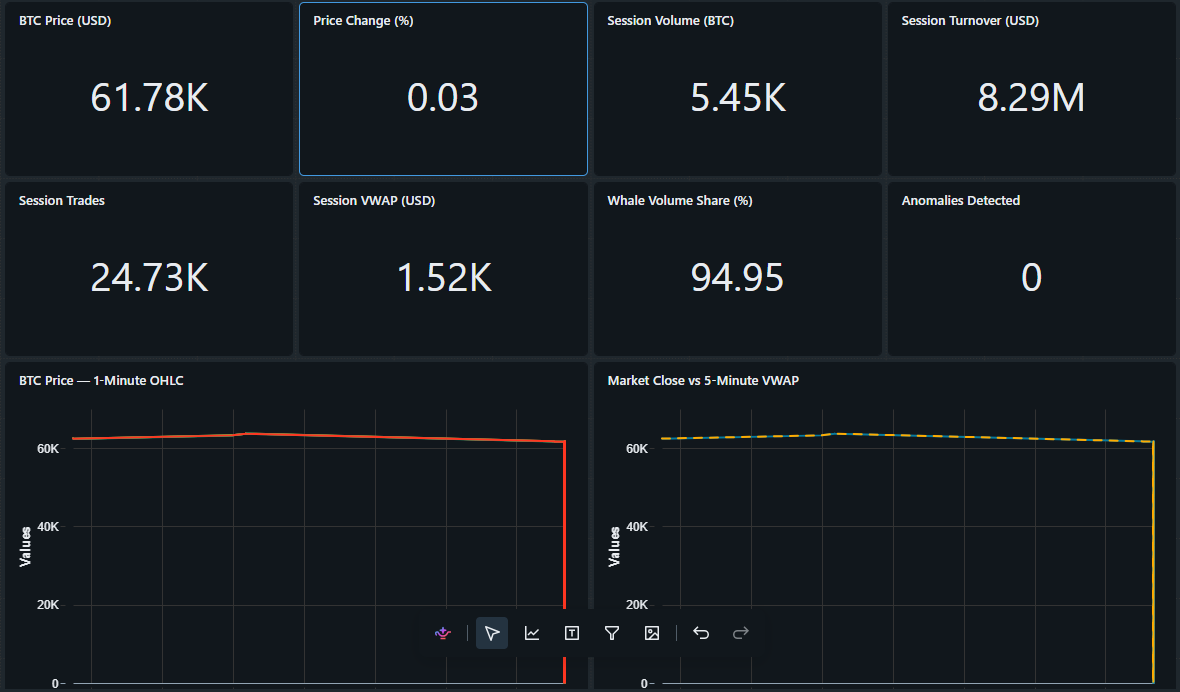 BTC Price (USD)
Price Change (%)
Session Volume (BTC)
Session Turnover (USD)
61.78K
0.03
5.45K
8.29M
Session Trades
Session VWAP (USD)
Whale Volume Share (%)
Anomalies Detected
24.73K
1.52K
94.95
0
BTC Price — 1-Minute OHLC
60K
40K
20K
0
Values
Market Close vs 5-Minute VWAP
60K
40K
20K
0
Values
T